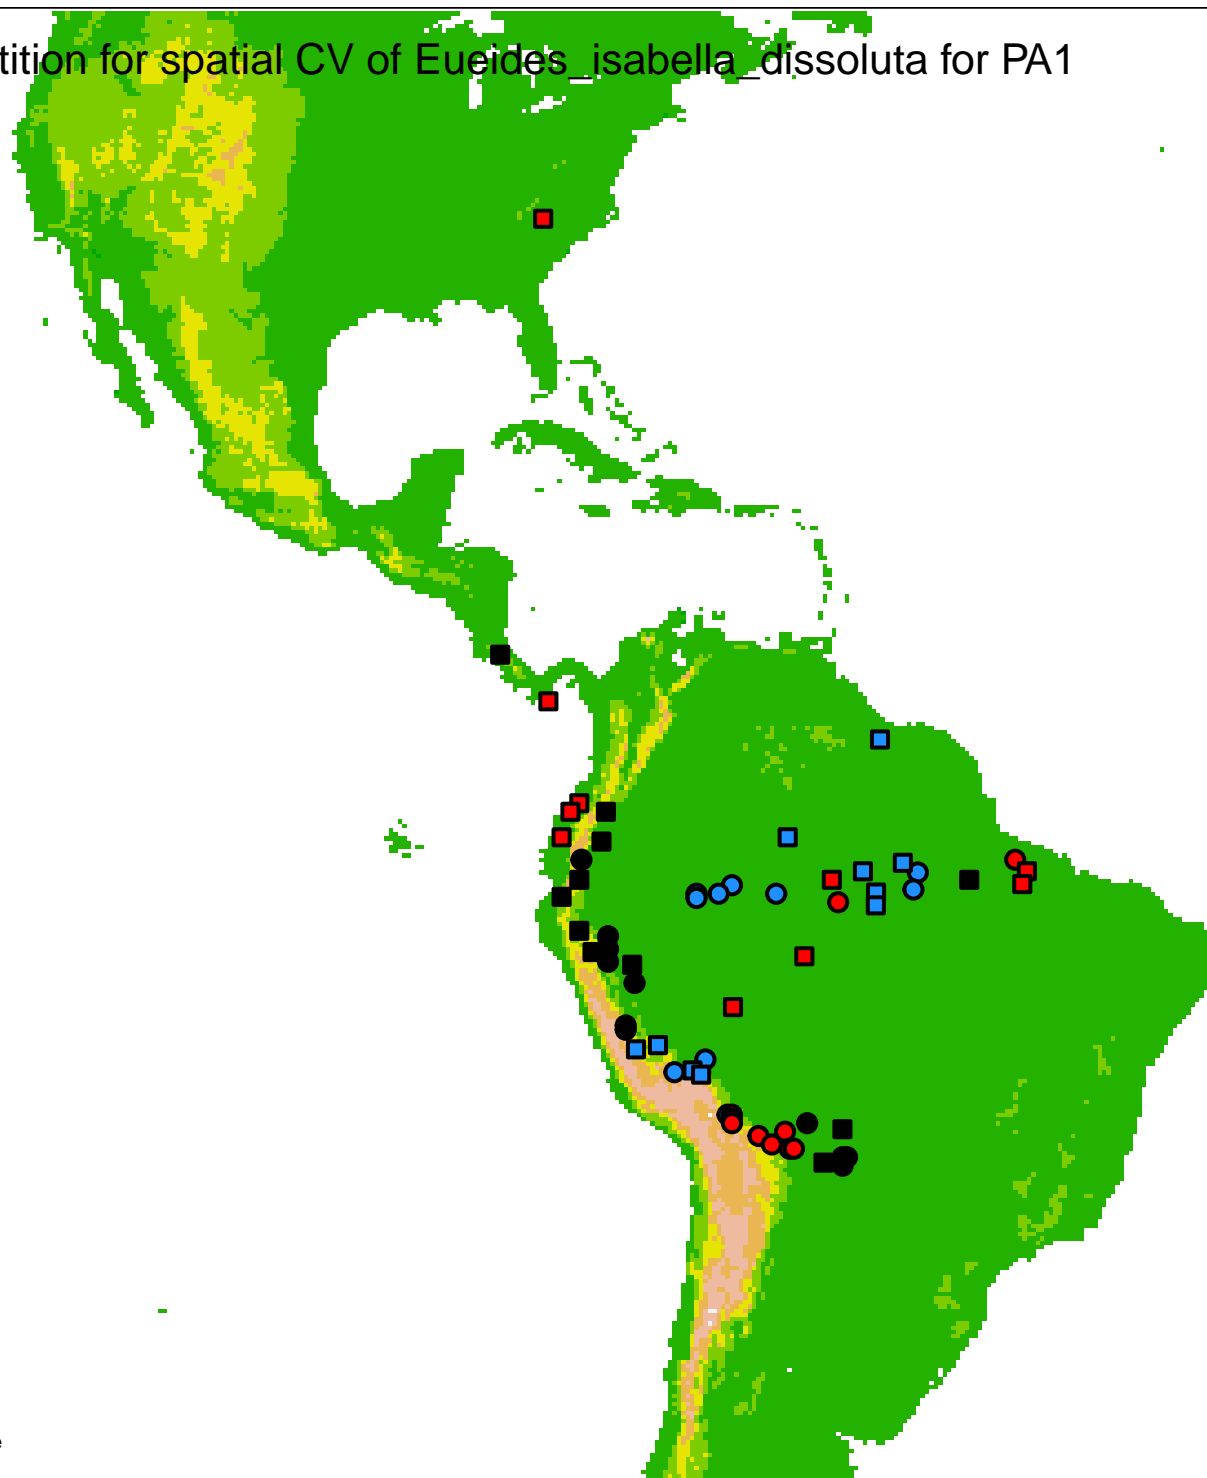 tition for spatial CV of Eueides_isabella_dissoluta for PA1